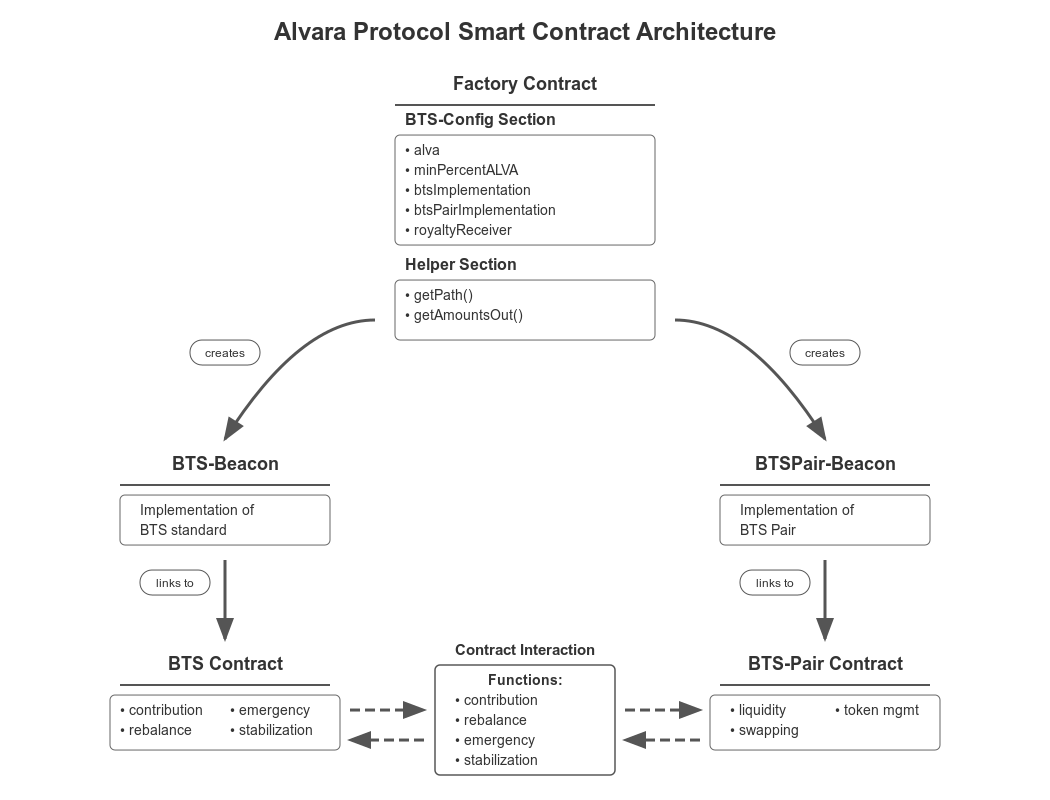 Alvara Protocol Smart Contract Architecture
Factory Contract
BTS-Config Section
• alva
• minPercentALVA
• btsImplementation
• btsPairImplementation
• royaltyReceiver
Helper Section
• getPath()
• getAmountsOut()
creates
creates
BTS-Beacon
Implementation of
BTS standard
links to
BTSPair-Beacon
Implementation of
BTS Pair
links to
BTS Contract
• contribution • emergency
• rebalance • stabilization
Contract Interaction
Functions:
• contribution
• rebalance
• emergency
• stabilization
BTS-Pair Contract
• liquidity • token mgmt
• swapping